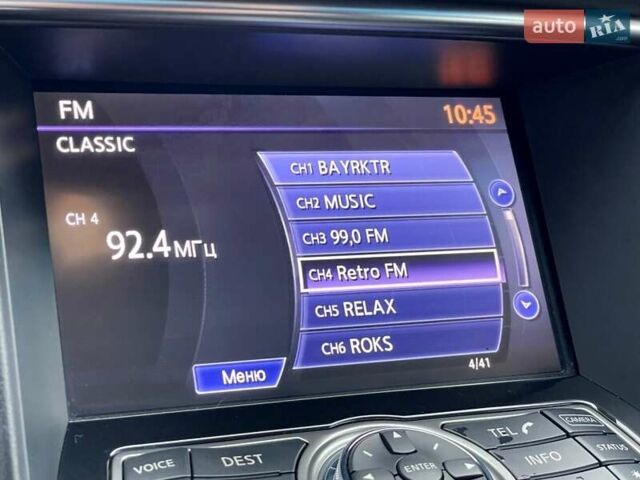 auto RIA
.com
FM
10:45
CLASSIC
CH 4
92.4 МГц
CH1 BAYRKTR
CH2 MUSIC
CH3 99,0 FM
CH4 Retro FM
CH5 RELAX
CH6 ROKS
4/41
Меню
VOICE
DEST
ENTER
TEL
CAMERA
INFO
STATUS